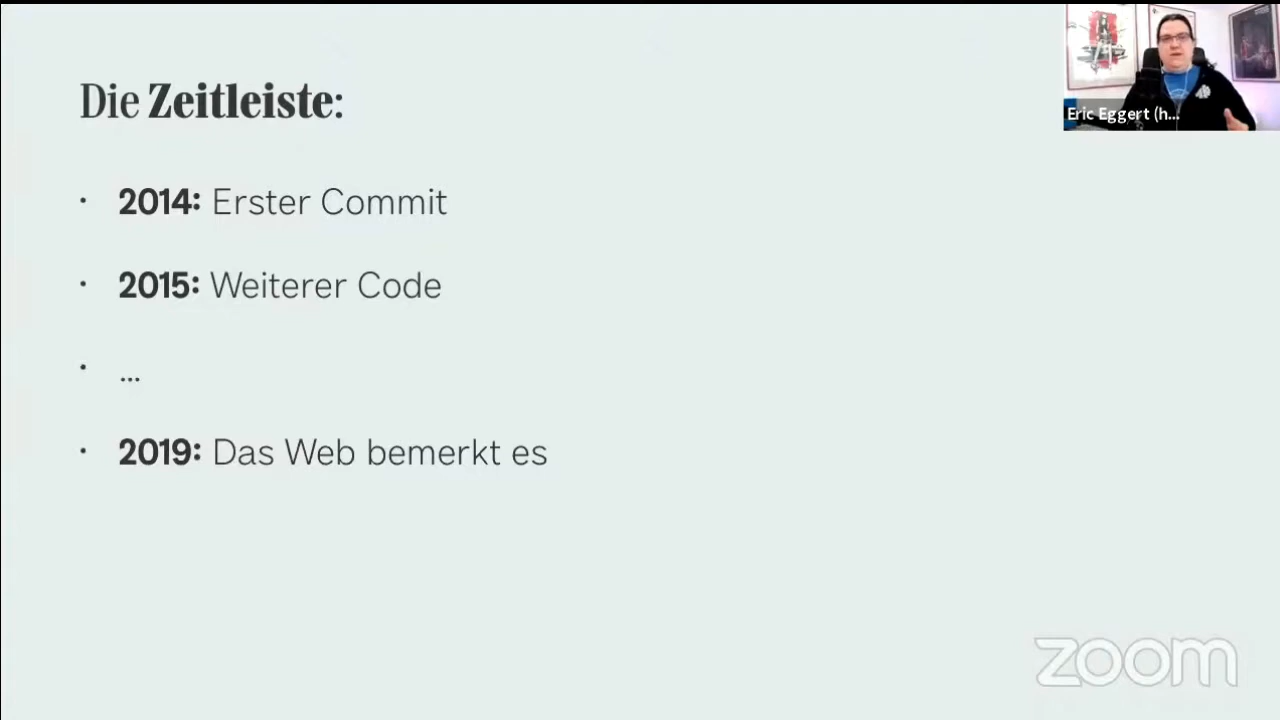 Die Zeitleiste:
Eric Eggert (h...
• 2014: Erster Commit
• 2015: Weiterer Code
• ...
• 2019: Das Web bemerkt es
zoom